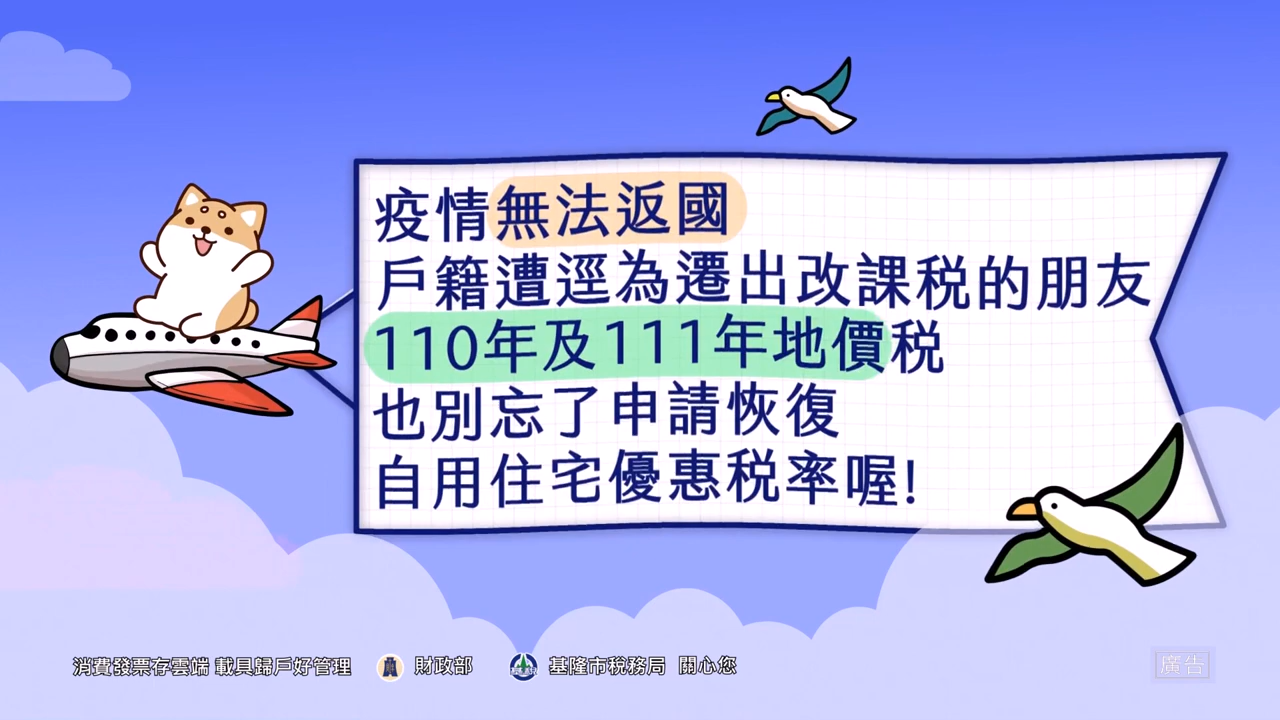 疫情無法返國
戶籍遭逕為遷出改課稅的朋友
110年及111年地價稅
也別忘了申請恢復
自用住宅優惠稅率喔!
消費發票存雲端 載具歸戶好管理 財政部 基隆市稅務局 關心您
廣告